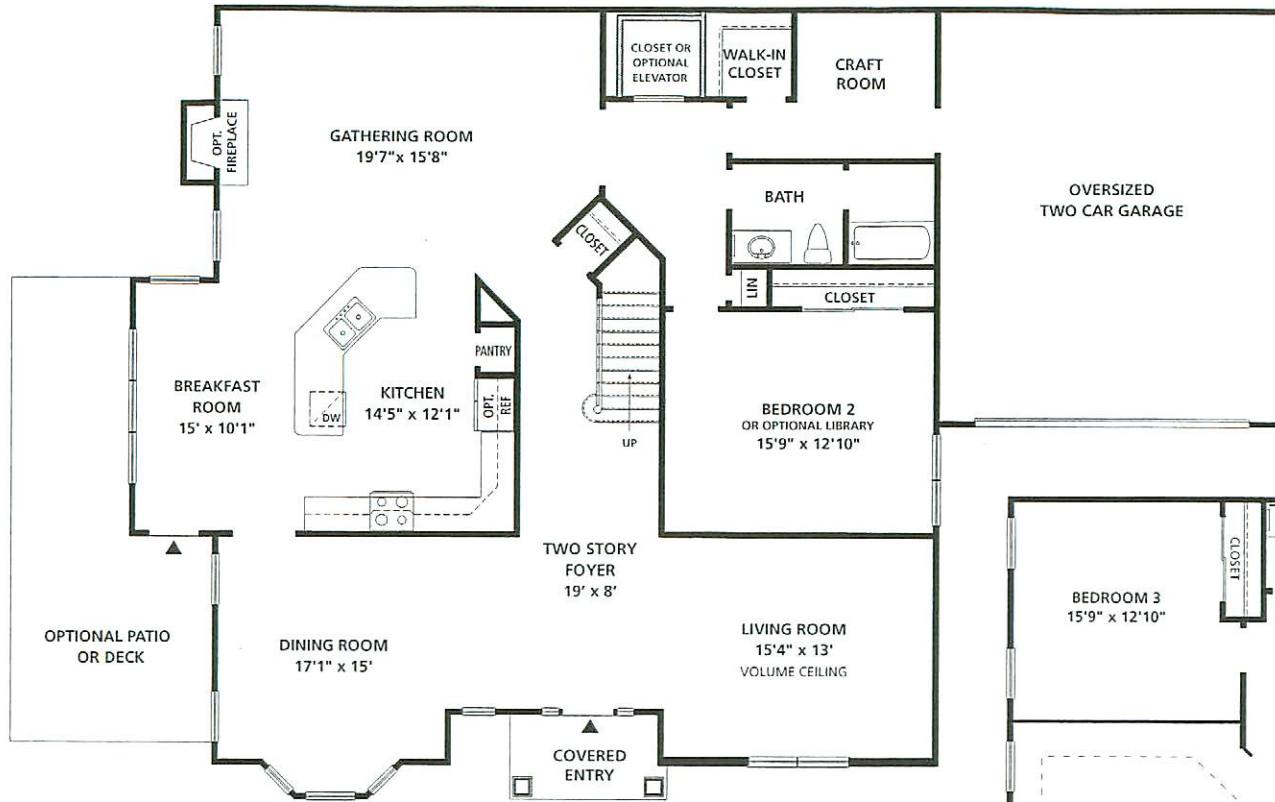 CLOSET OR
OPTIONAL
ELEVATOR
WALK-IN
CLOSET
CRAFT
ROOM
OPT.
FIREPLACE
GATHERING ROOM
19'7"x 15'8"
BATH
OVERSIZED
TWO CAR GARAGE
CLOSET
LIN
CLOSET
PANTRY
BREAKFAST
ROOM
15' x 10'1"
DW
KITCHEN
14'5" x 12'1"
OPT.
REF
UP
BEDROOM 2
OR OPTIONAL LIBRARY
15'9" x 12'10"
TWO STORY
FOYER
19' x 8'
CLOSET
BEDROOM 3
15'9" x 12'10"
OPTIONAL PATIO
OR DECK
DINING ROOM
17'1" x 15'
LIVING ROOM
15'4" x 13'
VOLUME CEILING
COVERED
ENTRY